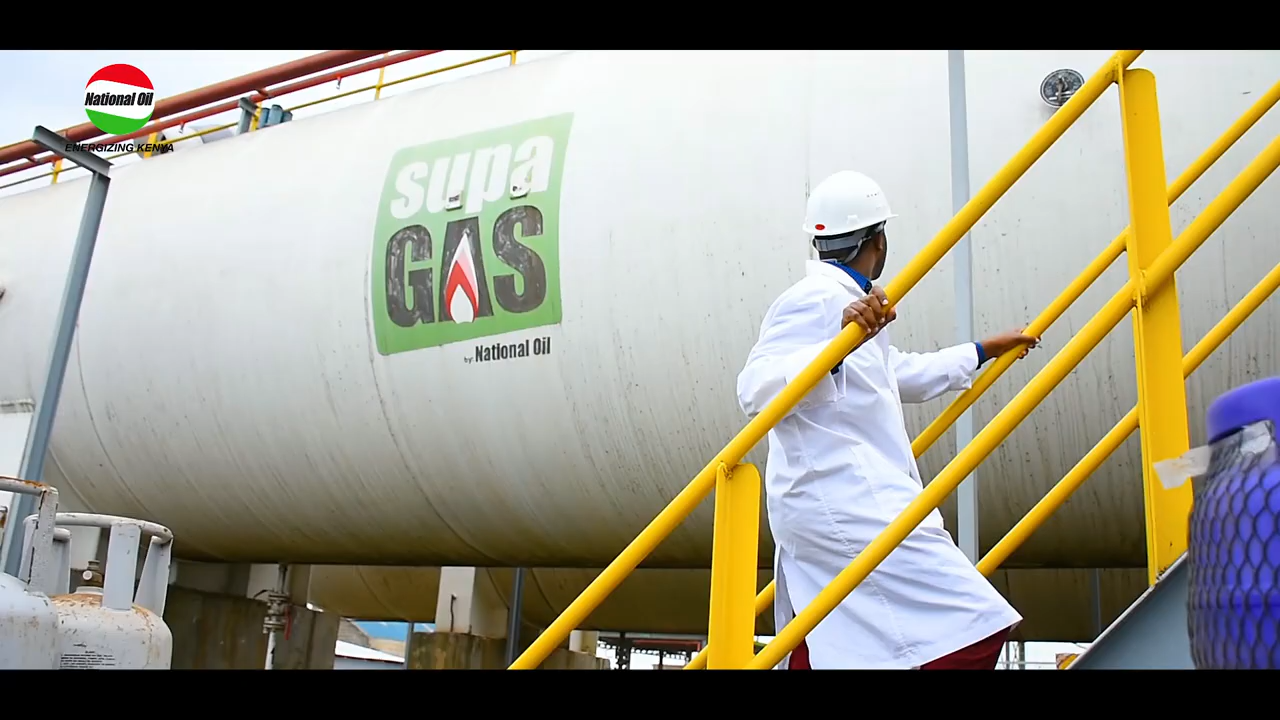 National Oil
ENERGIZING KENYA
supa
GAS
by: National Oil